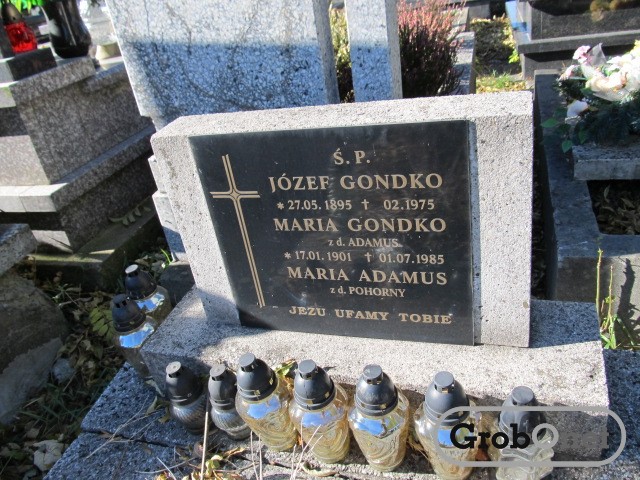 Ś. P.
JÓZEF GONDKO
* 27.05.1895 † 02.1975
MARIA GONDKO
z d. ADAMUS
* 17.01.1901 † 01.07.1985
MARIA ADAMUS
z d. POHORNY
JEZU UFAMY TOBIE